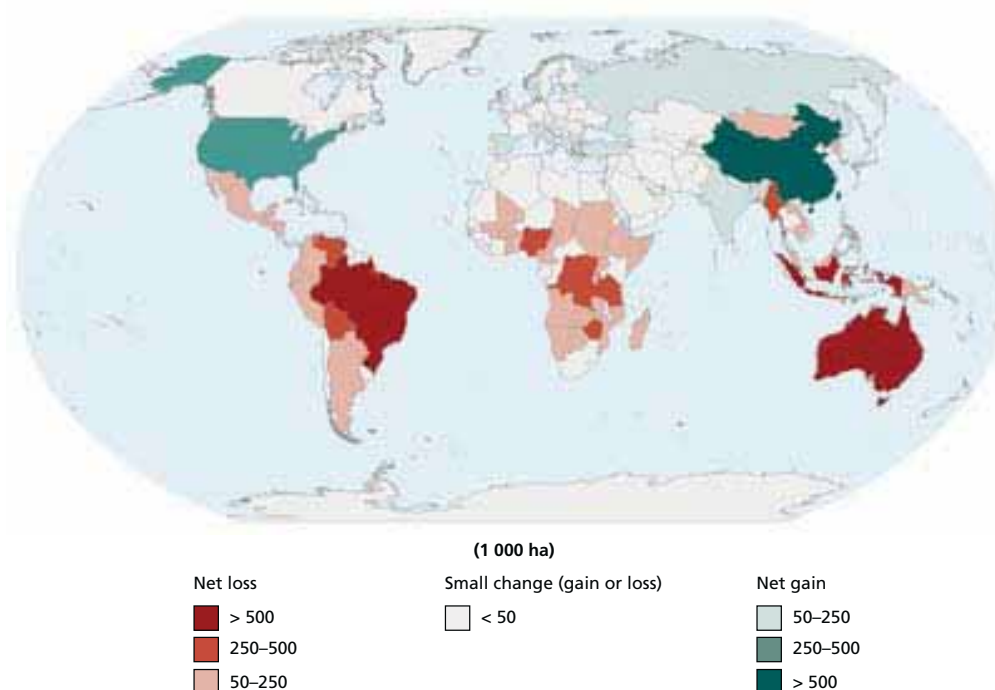 (1 000 ha)
Net loss
Small change (gain or loss)
Net gain
> 500
< 50
50–250
250–500
250–500
50–250
> 500